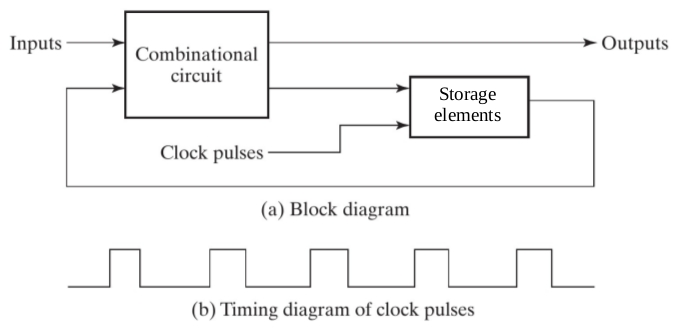 Inputs
Combinational
circuit
Outputs
Storage
elements
Clock pulses
(a) Block diagram
(b) Timing diagram of clock pulses